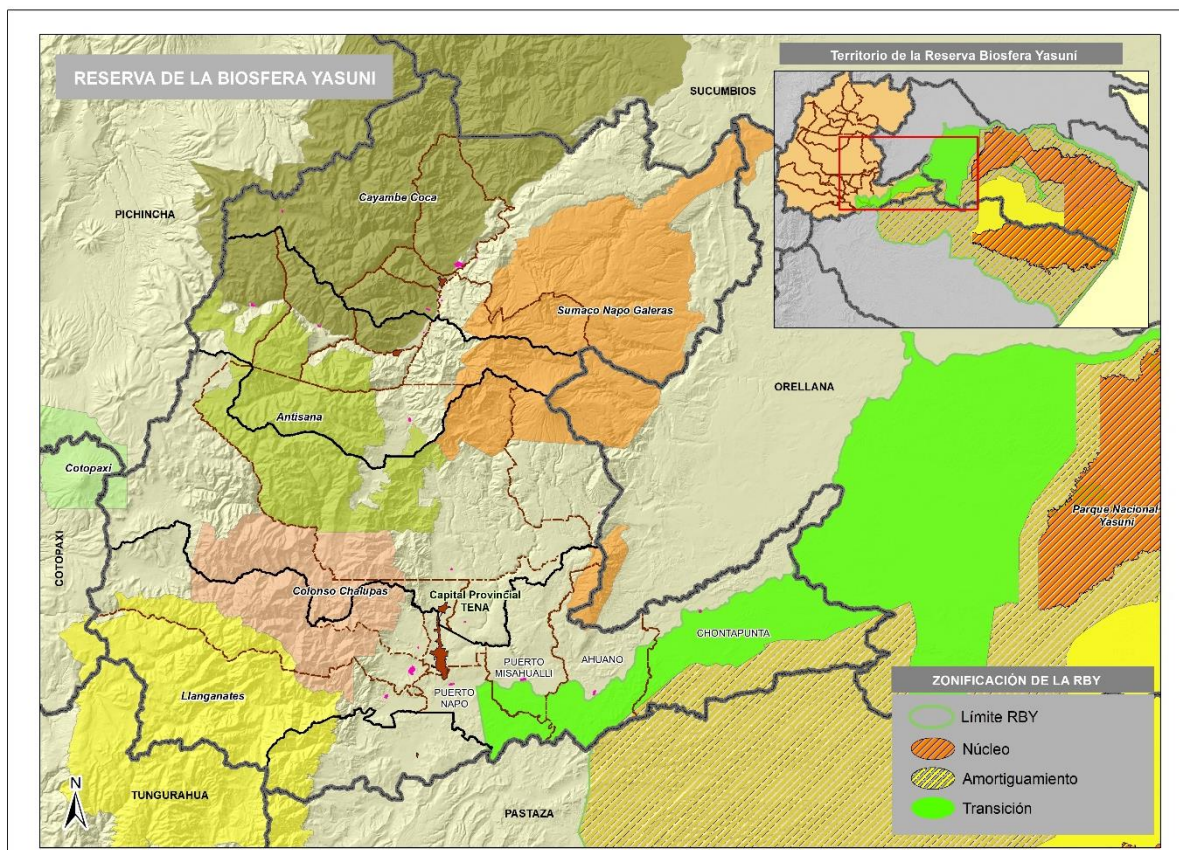 RESERVA DE LA BIOSFERA YASUNI
Territorio de la Reserva Biosfera Yasuní
SUCUMBIOS
PICHINCHA
Cayambe Coca
Sumaco Napo Galeras
ORELLANA
Antisana
Cotopaxi
Parque Nacional
Yasuní
COTOPAXI
Colonso Chalupas
Capital Provincial
TENA
CHONTAPUNTA
PUERTO
MISAHUALLI
AHUANO
Llanganates
PUERTO
NAPO
ZONIFICACIÓN DE LA RBY
Límite RBY
Núcleo
Amortiguamiento
Transición
N
TUNGURAHUA
PASTAZA